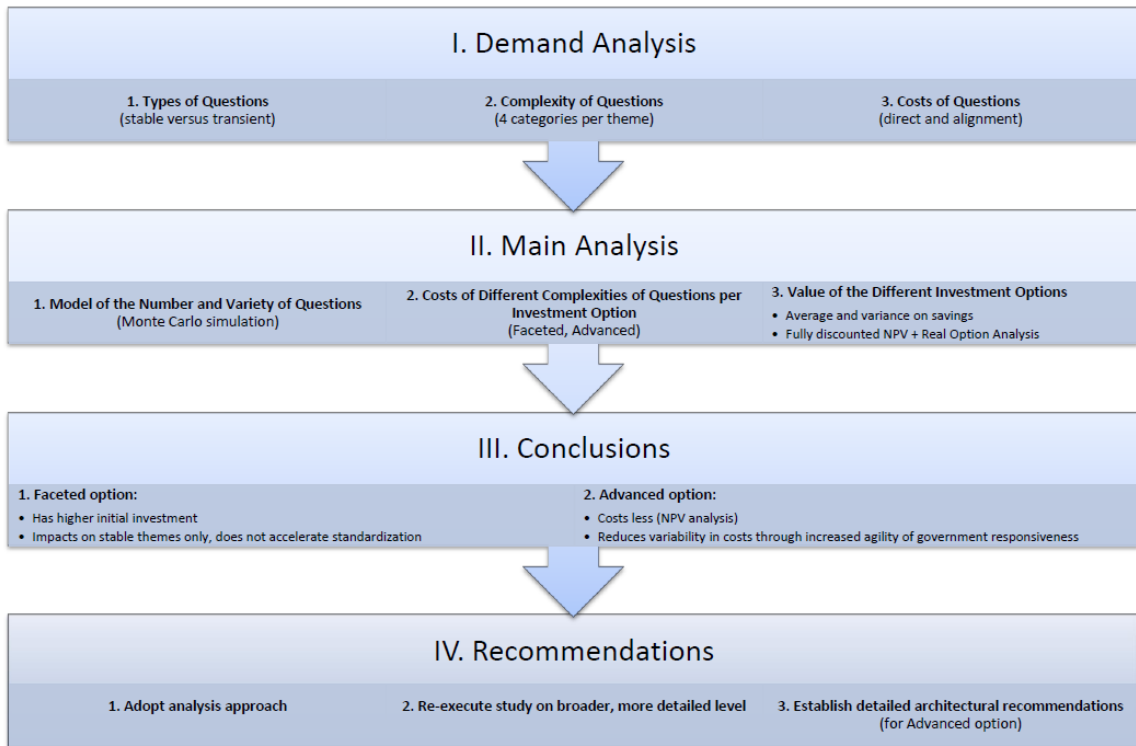 I. Demand Analysis
1. Types of Questions
(stable versus transient)
2. Complexity of Questions
(4 categories per theme)
3. Costs of Questions
(direct and alignment)
II. Main Analysis
1. Model of the Number and Variety of Questions
(Monte Carlo simulation)
2. Costs of Different Complexities of Questions per
Investment Option
(Faceted, Advanced)
3. Value of the Different Investment Options
• Average and variance on savings
• Fully discounted NPV + Real Option Analysis
III. Conclusions
1. Faceted option:
• Has higher initial investment
• Impacts on stable themes only, does not accelerate standardization
2. Advanced option:
• Costs less (NPV analysis)
• Reduces variability in costs through increased agility of government responsiveness
IV. Recommendations
1. Adopt analysis approach
2. Re-execute study on broader, more detailed level
3. Establish detailed architectural recommendations
(for Advanced option)